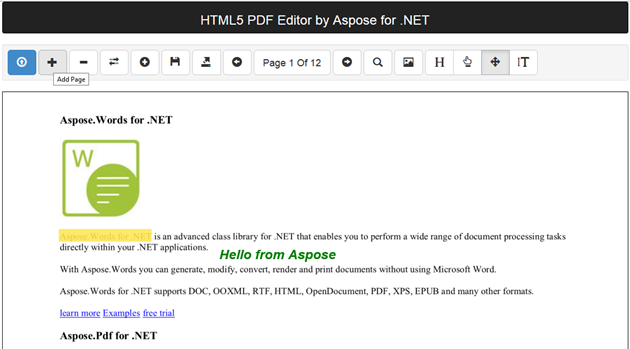 HTML5 PDF Editor by Aspose for .NET
Page 1 Of 12
H
T
Add Page
Aspose.Words for .NET
W
Aspose.Words for .NET is an advanced class library for .NET that enables you to perform a wide range of document processing tasks
directly within your .NET applications.
Hello from Aspose
With Aspose.Words you can generate, modify, convert, render and print documents without using Microsoft Word.
Aspose.Words for .NET supports DOC, OOXML, RTF, HTML, OpenDocument, PDF, XPS, EPUB and many other formats.
learn more Examples free trial
Aspose.Pdf for .NET